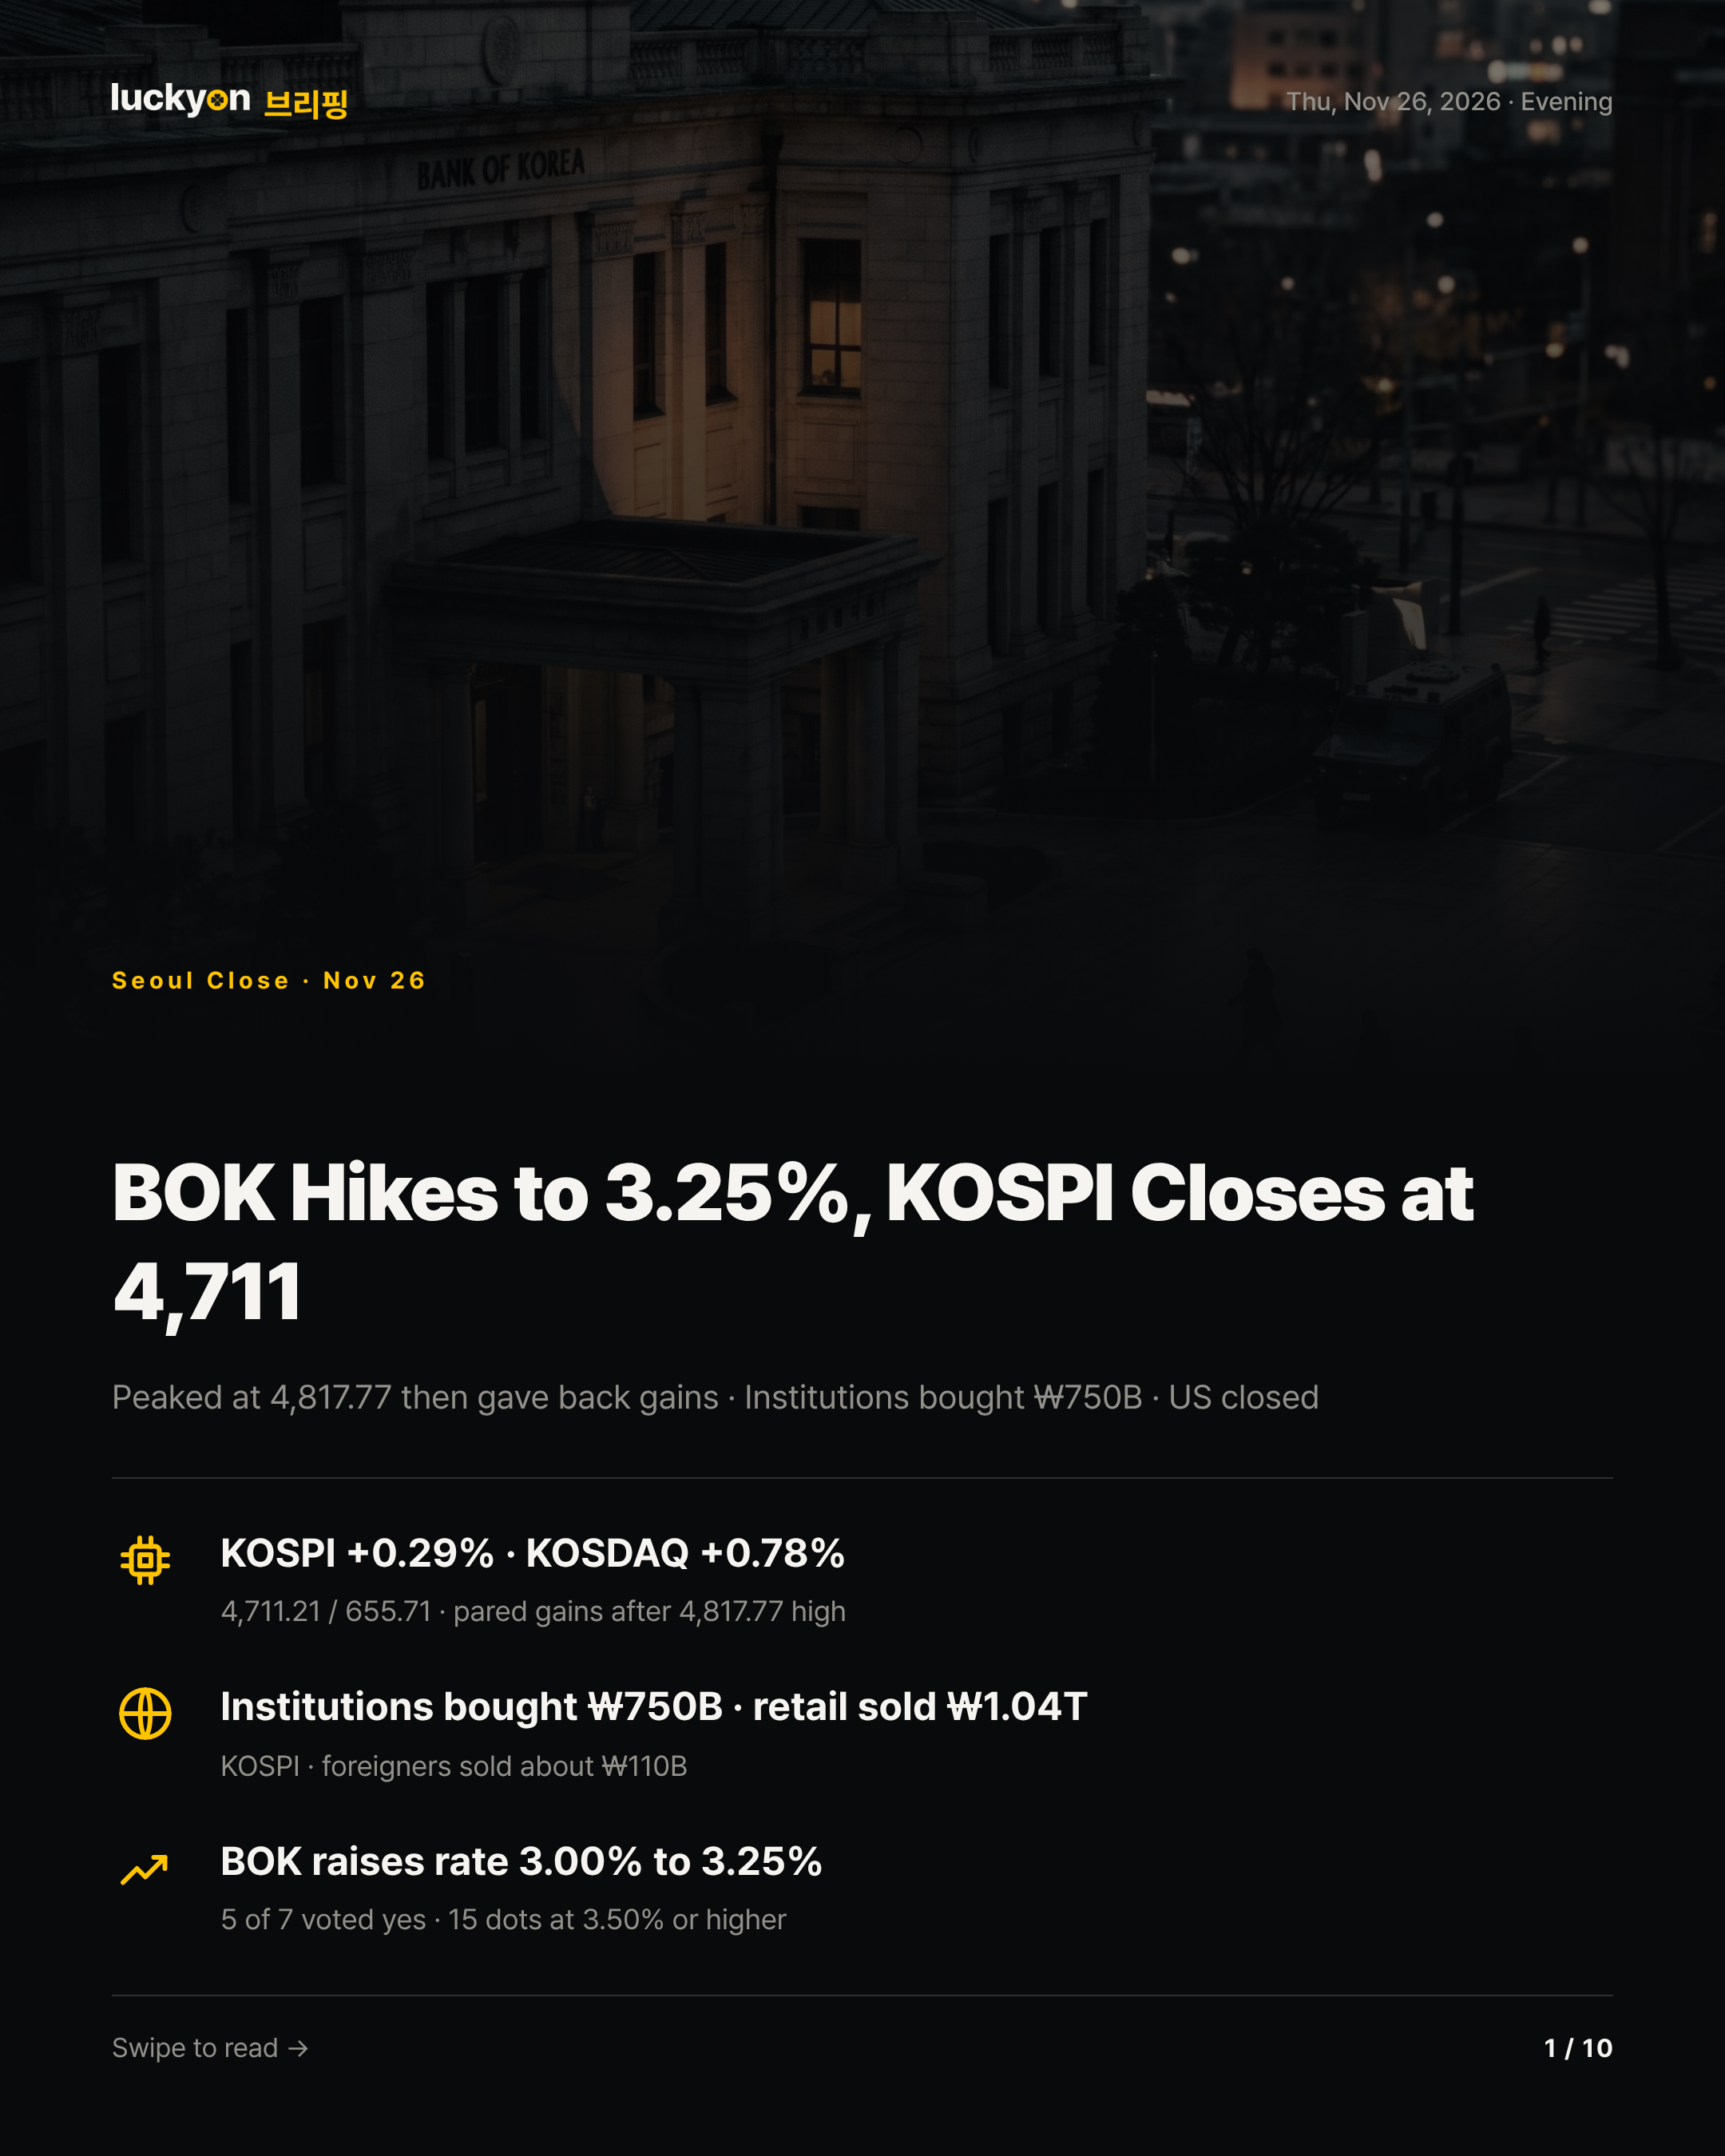 luckyon 브리핑
Thu, Nov 26, 2026 · Evening
BANK OF KOREA
Seoul Close · Nov 26
BOK Hikes to 3.25%, KOSPI Closes at
4,711
Peaked at 4,817.77 then gave back gains · Institutions bought ₩750B · US closed
KOSPI +0.29% · KOSDAQ +0.78%
4,711.21 / 655.71 · pared gains after 4,817.77 high
Institutions bought ₩750B · retail sold ₩1.04T
KOSPI · foreigners sold about ₩110B
BOK raises rate 3.00% to 3.25%
5 of 7 voted yes · 15 dots at 3.50% or higher
Swipe to read →
1 / 10